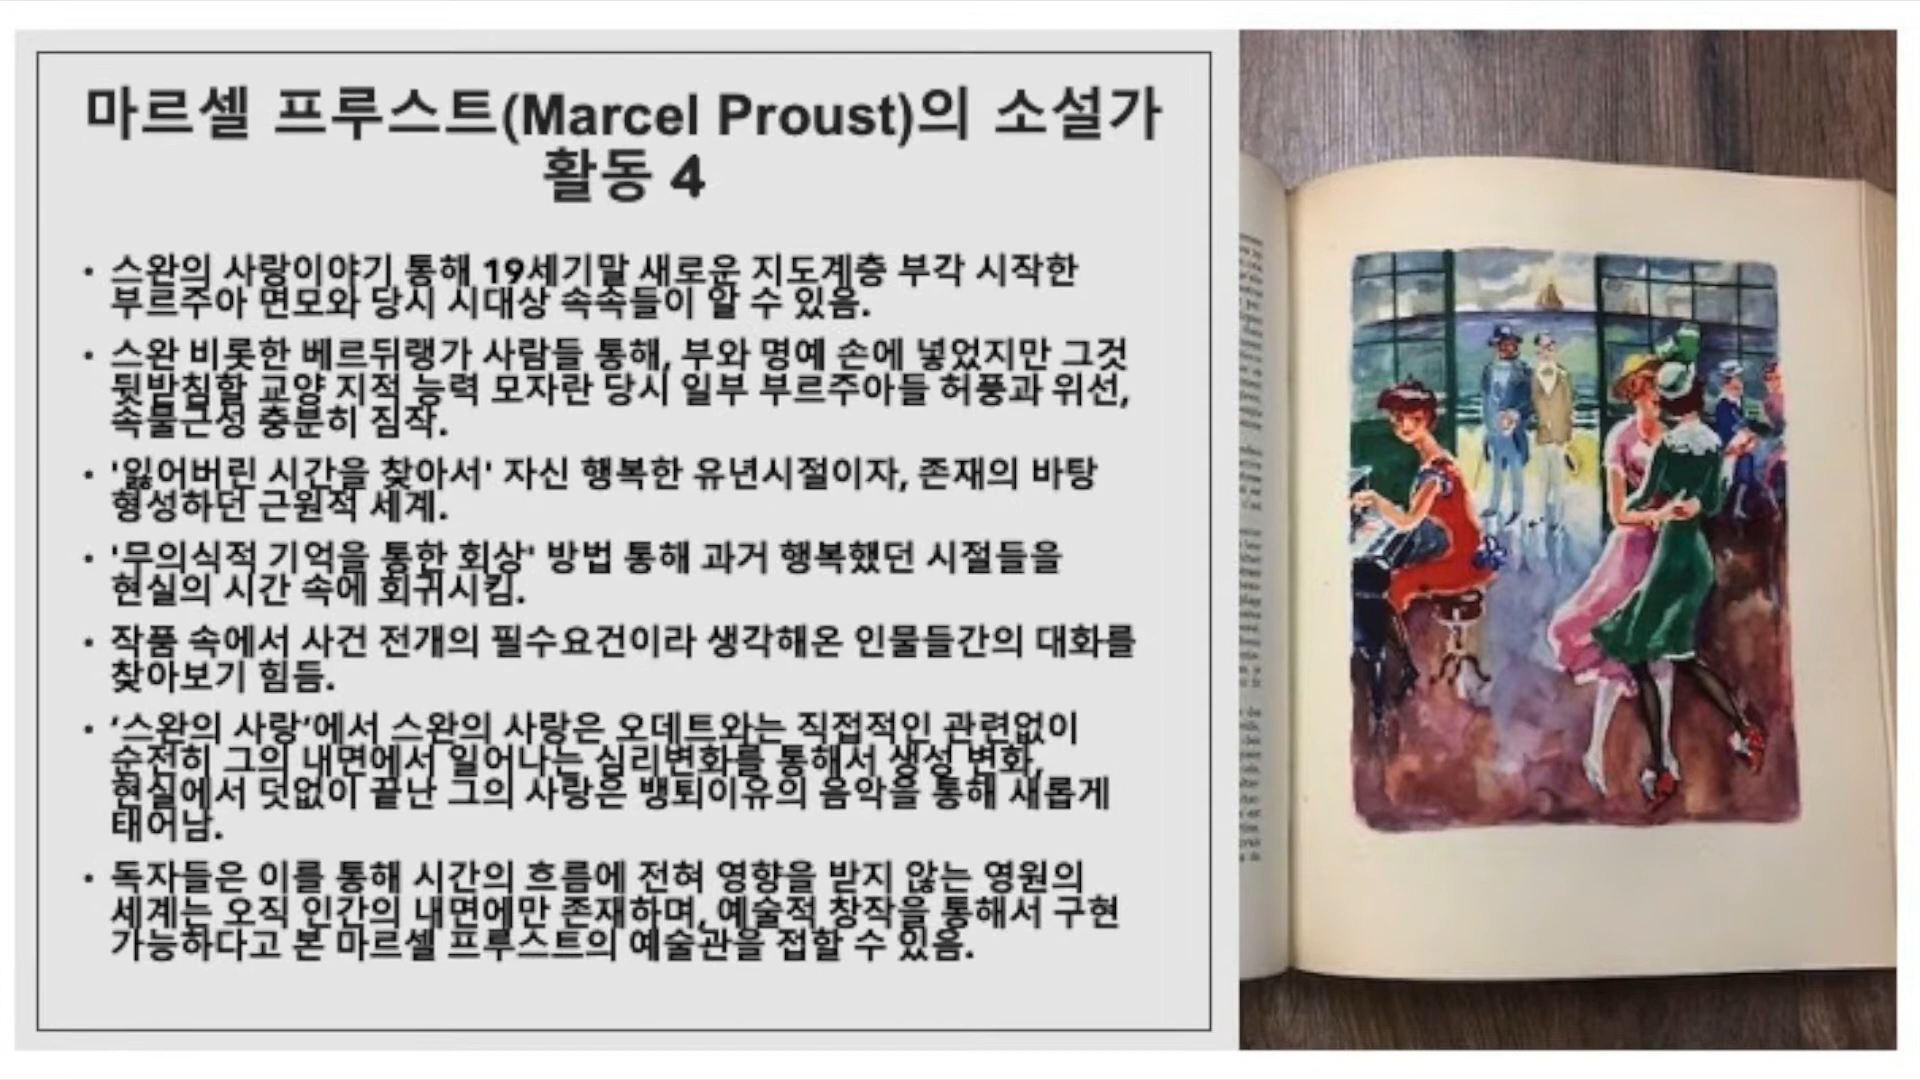 마르셀 프루스트(Marcel Proust)의 소설가
활동 4
• 스완의 사랑이야기 통해 19세기말 새로운 지도계층 부각 시작한
부르주아 면모와 당시 시대상 속속들이 알 수 있음.
• 스완 비롯한 베르뒤랭가 사람들 통해, 부와 명예 손에 넣었지만 그것
뒷받침할 교양 지적 능력 모자란 당시 일부 부르주아들 허풍과 위선,
속물근성 충분히 짐작.
• '잃어버린 시간을 찾아서' 자신 행복한 유년시절이자, 존재의 바탕
형성하던 근원적 세계.
• '무의식적 기억을 통한 회상' 방법 통해 과거 행복했던 시절들을
현실의 시간 속에 회귀시킴.
• 작품 속에서 사건 전개의 필수요건이라 생각해온 인물들간의 대화를
찾아보기 힘듬.
• ‘스완의 사랑’에서 스완의 사랑은 오데트와는 직접적인 관련없이
순전히 그의 내면에서 일어나는 심리변화를 통해서 생성 변화,
현실에서 덧없이 끝난 그의 사랑은 뱅퇴이유의 음악을 통해 새롭게
태어남.
• 독자들은 이를 통해 시간의 흐름에 전혀 영향을 받지 않는 영원의
세계는 오직 인간의 내면에만 존재하며, 예술적 창작을 통해서 구현
가능하다고 본 마르셀 프루스트의 예술관을 접할 수 있음.